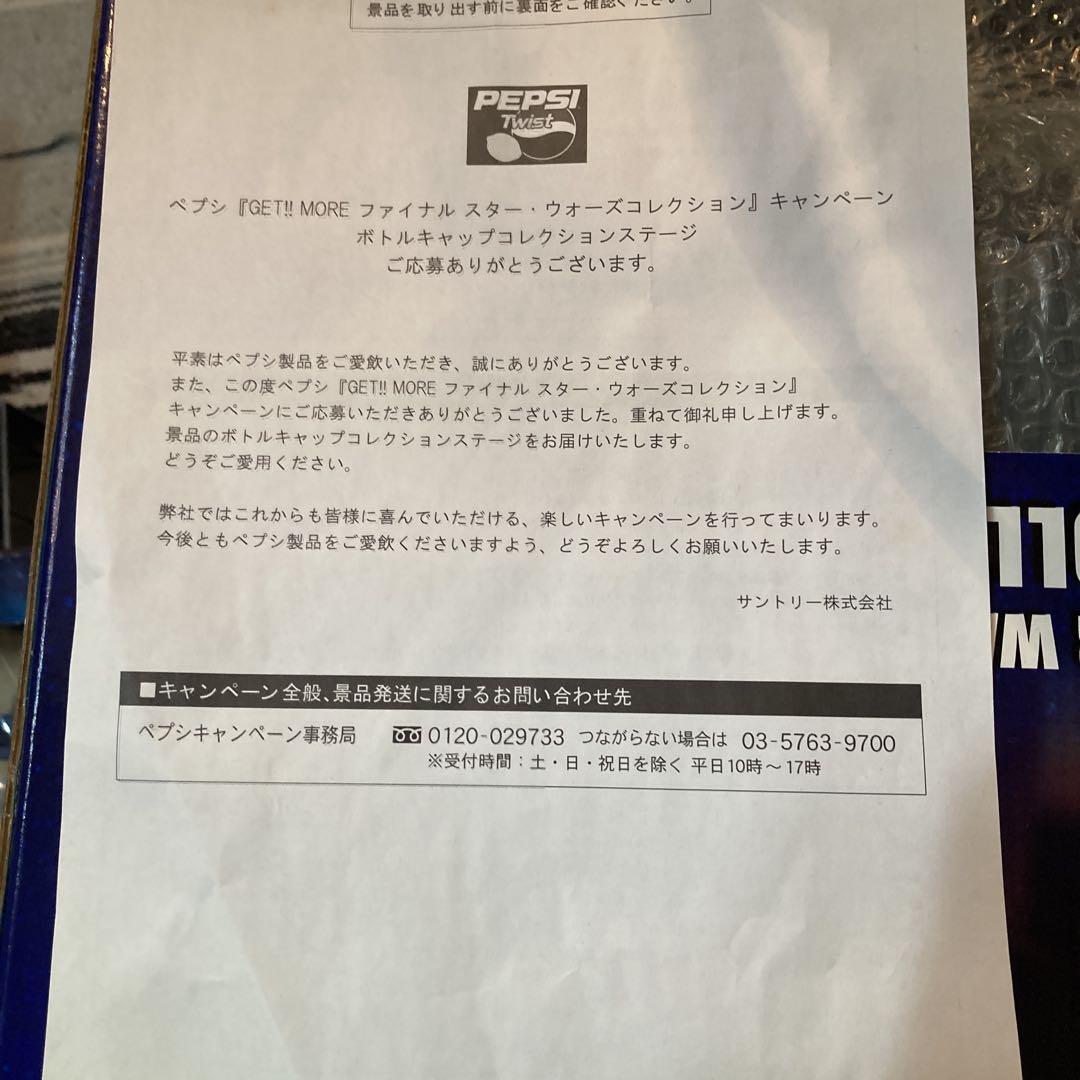 景品を取り出す前に裏面をご確認ください。
PEPSI
Twist
ペプシ『GET!! MORE ファイナル スター・ウォーズコレクション』キャンペーン
ボトルキャップコレクションステージ
ご応募ありがとうございます。
平素はペプシ製品をご愛飲いただき、誠にありがとうございます。
また、この度ペプシ『GET!! MORE ファイナル スター・ウォーズコレクション』
キャンペーンにご応募いただきありがとうございました。重ねて御礼申し上げます。
景品のボトルキャップコレクションステージをお届けいたします。
どうぞご愛用ください。
弊社ではこれからも皆様に喜んでいただける、楽しいキャンペーンを行ってまいります。
今後ともペプシ製品をご愛飲くださいますよう、どうぞよろしくお願いいたします。
サントリー株式会社
■キャンペーン全般、景品発送に関するお問い合わせ先
ペプシキャンペーン事務局 0120-029733 つながらない場合は 03-5763-9700
※受付時間：土・日・祝日を除く 平日10時～17時